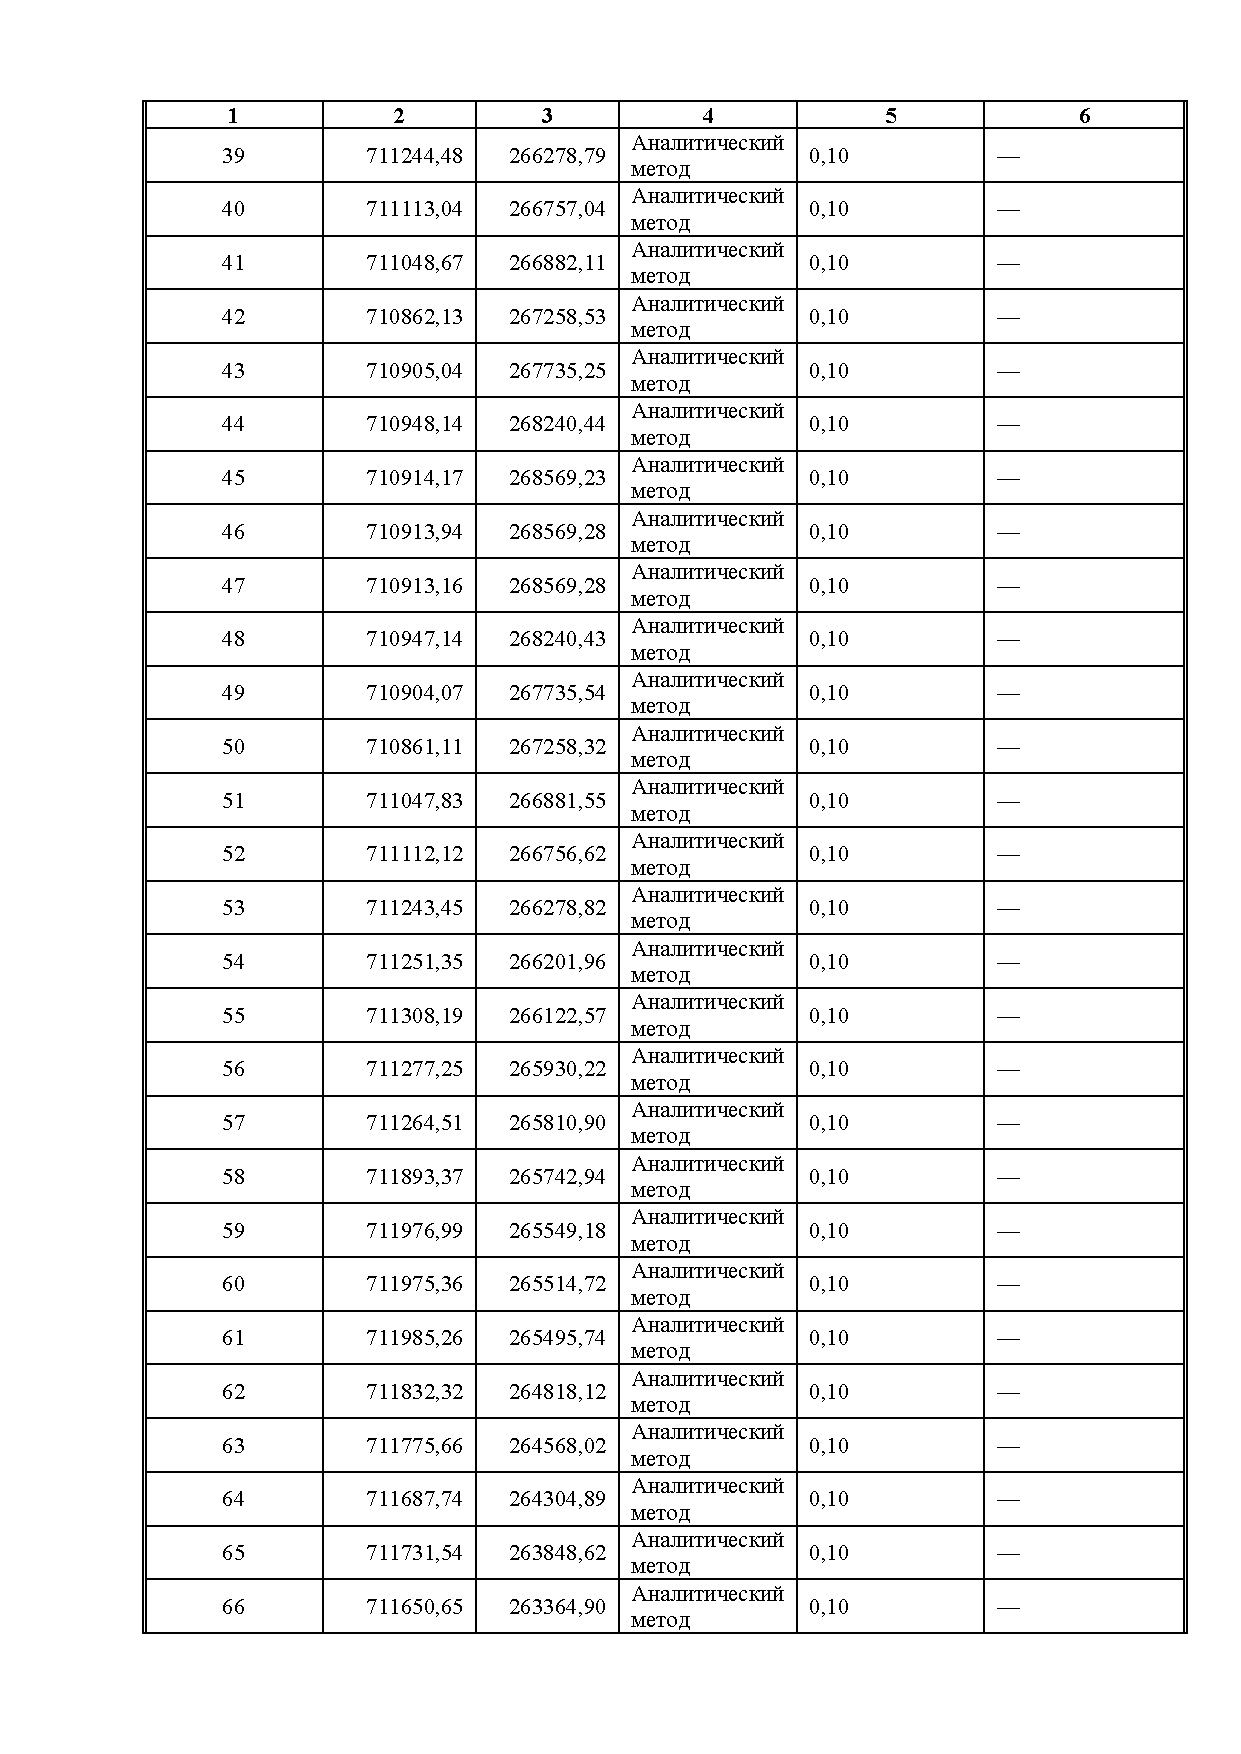 1 2 3 4 5 6
39 711244,48 266278,79 Аналитический метод 0,10 —
40 711113,04 266757,04 Аналитический метод 0,10 —
41 711048,67 266882,11 Аналитический метод 0,10 —
42 710862,13 267258,53 Аналитический метод 0,10 —
43 710905,04 267735,25 Аналитический метод 0,10 —
44 710948,14 268240,44 Аналитический метод 0,10 —
45 710914,17 268569,23 Аналитический метод 0,10 —
46 710913,94 268569,28 Аналитический метод 0,10 —
47 710913,16 268569,28 Аналитический метод 0,10 —
48 710947,14 268240,43 Аналитический метод 0,10 —
49 710904,07 267735,54 Аналитический метод 0,10 —
50 710861,11 267258,32 Аналитический метод 0,10 —
51 711047,83 266881,55 Аналитический метод 0,10 —
52 711112,12 266756,62 Аналитический метод 0,10 —
53 711243,45 266278,82 Аналитический метод 0,10 —
54 711251,35 266201,96 Аналитический метод 0,10 —
55 711308,19 266122,57 Аналитический метод 0,10 —
56 711277,25 265930,22 Аналитический метод 0,10 —
57 711264,51 265810,90 Аналитический метод 0,10 —
58 711893,37 265742,94 Аналитический метод 0,10 —
59 711976,99 265549,18 Аналитический метод 0,10 —
60 711975,36 265514,72 Аналитический метод 0,10 —
61 711985,26 265495,74 Аналитический метод 0,10 —
62 711832,32 264818,12 Аналитический метод 0,10 —
63 711775,66 264568,02 Аналитический метод 0,10 —
64 711687,74 264304,89 Аналитический метод 0,10 —
65 711731,54 263848,62 Аналитический метод 0,10 —
66 711650,65 263364,90 Аналитический метод 0,10 —